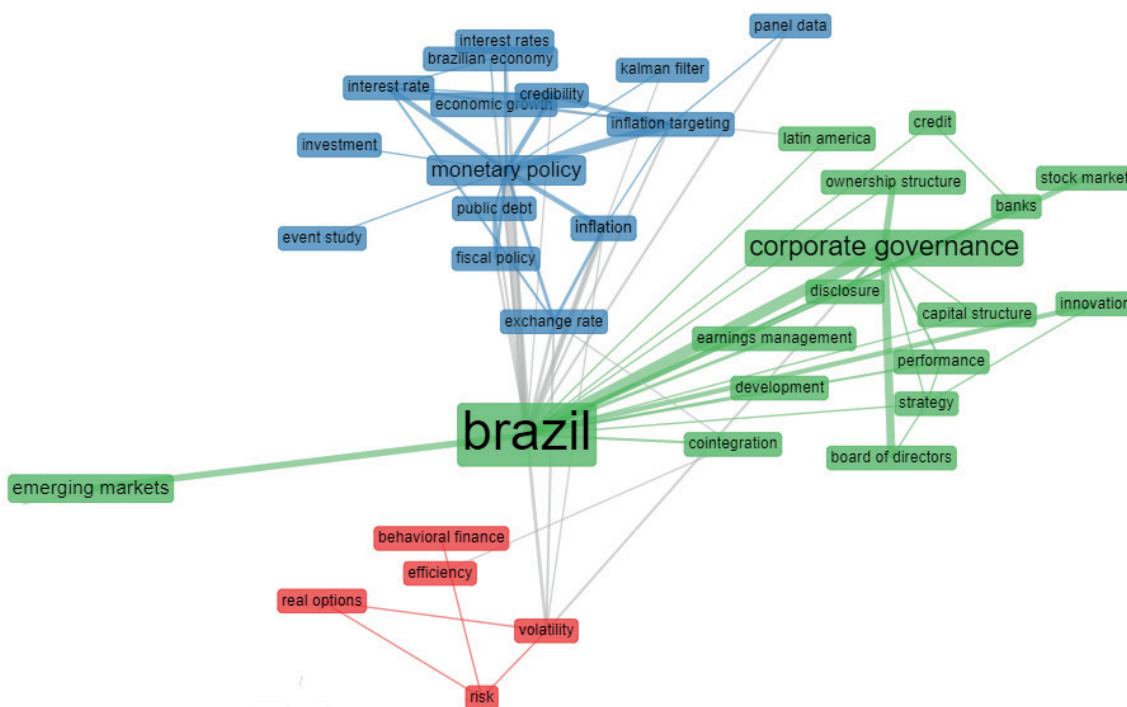 panel data
interest rates
brazilian economy
kalman filter
interest rate
credibility
economic growth
inflation targeting
credit
latin america
investment
monetary policy
ownership structure
stock market
banks
public debt
event study
inflation
corporate governance
fiscal policy
disclosure
innovation
exchange rate
capital structure
earnings management
performance
development
strategy
brazil
cointegration
board of directors
emerging markets
behavioral finance
efficiency
real options
volatility
risk